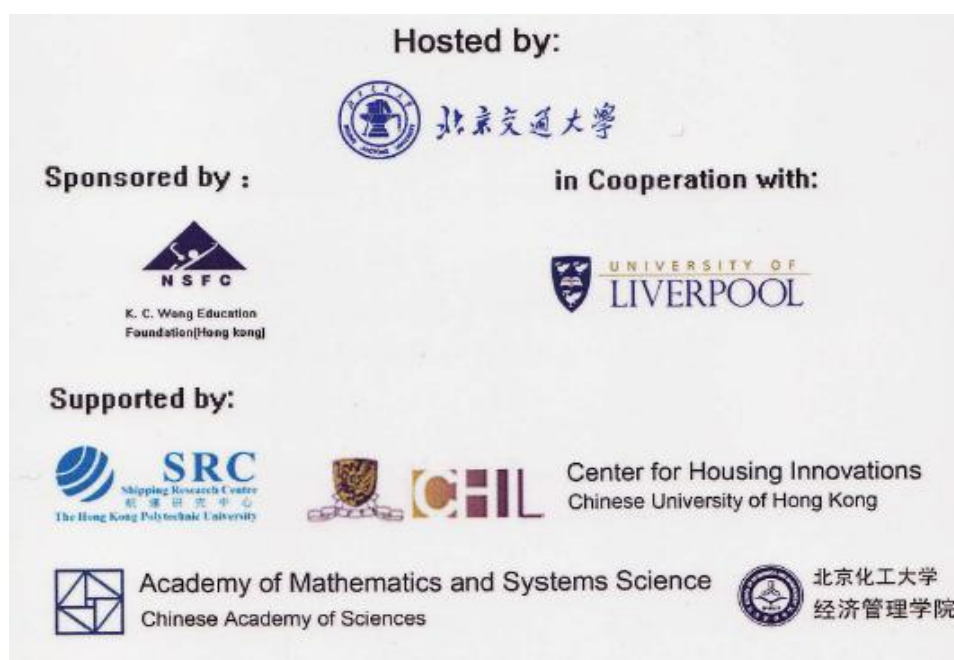 Hosted by:
北京交通大學
Sponsored by :
in Cooperation with:
NSFC
K. C. Wong Education
Foundation(Hong kong)
UNIVERSITY OF
LIVERPOOL
Supported by:
SRC
Shipping Research Centre
航運研究中心
The Hong Kong Polytechnic University
CHIL
Center for Housing Innovations
Chinese University of Hong Kong
Academy of Mathematics and Systems Science
Chinese Academy of Sciences
北京化工大学
经济管理学院